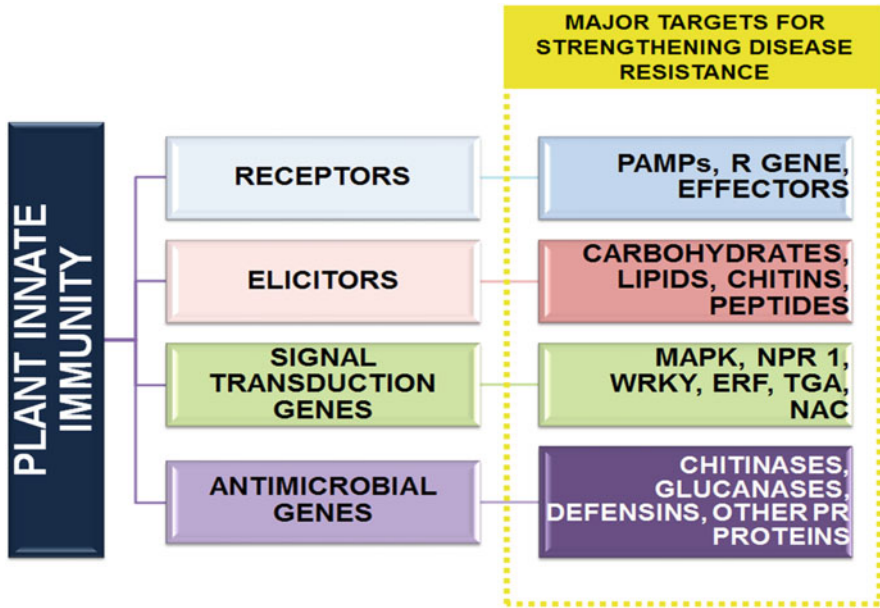 MAJOR TARGETS FOR
STRENGTHENING DISEASE
RESISTANCE
PLANT INNATE
IMMUNITY
RECEPTORS
PAMPs, R GENE,
EFFECTORS
ELICITORS
CARBOHYDRATES,
LIPIDS, CHITINS,
PEPTIDES
SIGNAL
TRANSDUCTION
GENES
MAPK, NPR 1,
WRKY, ERF, TGA,
NAC
ANTIMICROBIAL
GENES
CHITINASES,
GLUCANASES,
DEFENSINS, OTHER PR
PROTEINS